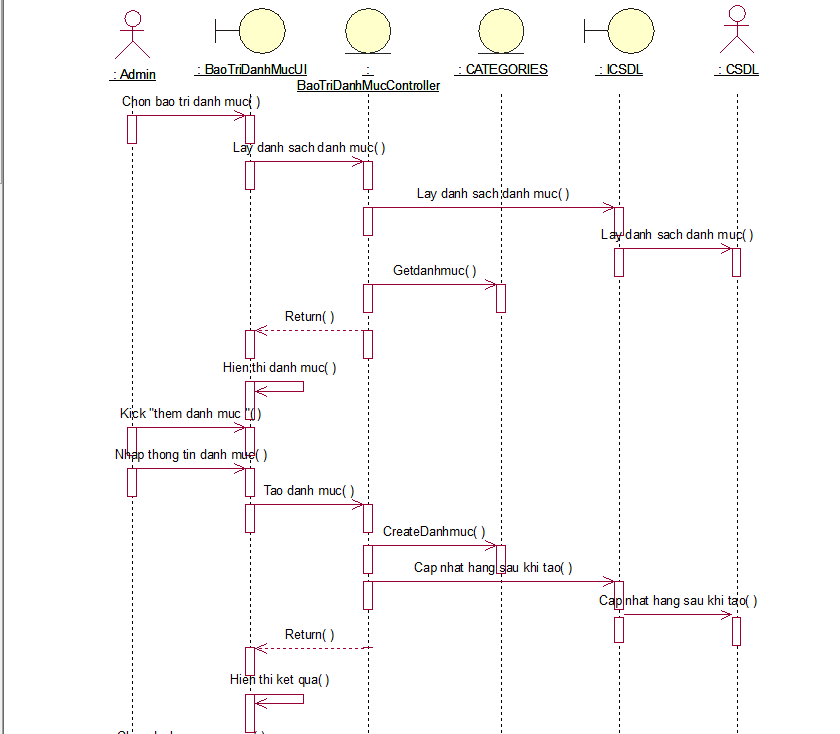 : Admin
: BaoTriDanhMucUI
:
BaoTriDanhMucController
: CATEGORIES
: ICSDL
: CSDL
Chon bao tri danh muc( )
Lay danh sach danh muc( )
Lay danh sach danh muc( )
Lay danh sach danh muc( )
Getdanhmuc( )
Return( )
Hien thi danh muc( )
Kick "them danh muc "( )
Nhap thong tin danh muc( )
Tao danh muc( )
CreateDanhmuc( )
Cap nhat hang sau khi tao( )
Cap nhat hang sau khi tao( )
Return( )
Hien thi ket qua( )